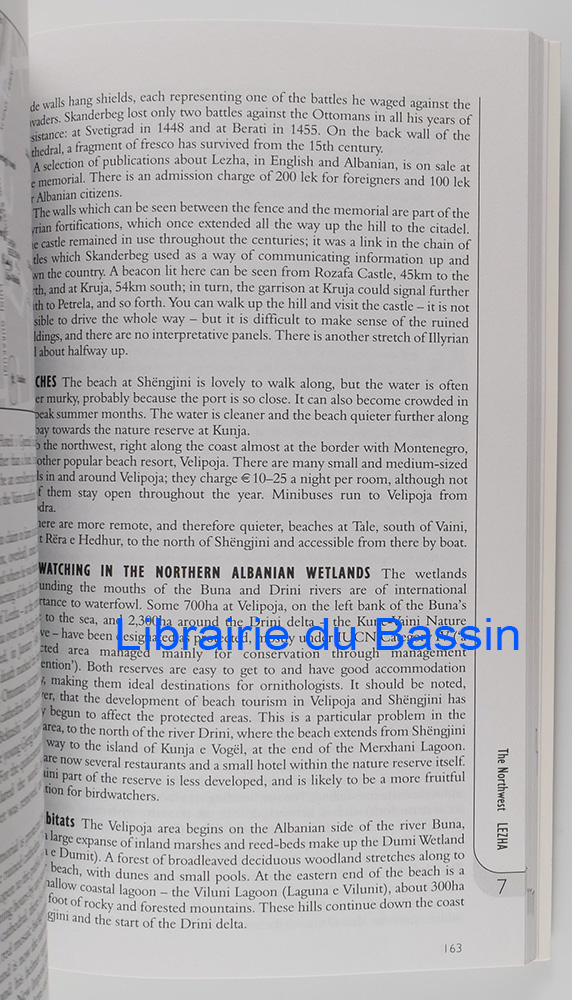 de walls hang shields, each representing one of the battles he waged against the
vaders. Skanderbeg lost only two battles against the Ottomans in all his years of
sistance: at Svetigrad in 1448 and at Berati in 1455. On the back wall of the
thedral, a fragment of fresco has survived from the 15th century.
A selection of publications about Lezha, in English and Albanian, is on sale at
e memorial. There is an admission charge of 200 lek for foreigners and 100 lek
r Albanian citizens.
The walls which can be seen between the fence and the memorial are part of the
yrian fortifications, which once extended all the way up the hill to the citadel.
e castle remained in use throughout the centuries; it was a link in the chain of
tles which Skanderbeg used as a way of communicating information up and
wn the country. A beacon lit here can be seen from Rozafa Castle, 45km to the
rth, and at Kruja, 54km south; in turn, the garrison at Kruja could signal further
th to Petrela, and so forth. You can walk up the hill and visit the castle – it is not
sible to drive the whole way – but it is difficult to make sense of the ruined
ldings, and there are no interpretative panels. There is another stretch of Illyrian
l about halfway up.
CHES The beach at Shëngjini is lovely to walk along, but the water is often
er murky, probably because the port is so close. It can also become crowded in
peak summer months. The water is cleaner and the beach quieter further along
bay towards the nature reserve at Kunja.
o the northwest, right along the coast almost at the border with Montenegro,
other popular beach resort, Velipoja. There are many small and medium-sized
ls in and around Velipoja; they charge €10–25 a night per room, although not
f them stay open throughout the year. Minibuses run to Velipoja from
dra.
here are more remote, and therefore quieter, beaches at Tale, south of Vaini,
t Rëra e Hedhur, to the north of Shëngjini and accessible from there by boat.
WATCHING IN THE NORTHERN ALBANIAN WETLANDS The wetlands
unding the mouths of the Buna and Drini rivers are of international
rtance to waterfowl. Some 700ha at Velipoja, on the left bank of the Buna's
to the sea, and 2,300ha around the Drini delta – the Kunja-Vaini Nature
ve – have been designated as protected, mostly under IUCN Category IV ('
cted area managed mainly for conservation through management
ention'). Both reserves are easy to get to and have good accommodation
y, making them ideal destinations for ornithologists. It should be noted,
er, that the development of beach tourism in Velipoja and Shëngjini has
y begun to affect the protected areas. This is a particular problem in the
area, to the north of the river Drini, where the beach extends from Shëngjini
way to the island of Kunja e Vogël, at the end of the Merxhani Lagoon.
are now several restaurants and a small hotel within the nature reserve itself.
ini part of the reserve is less developed, and is likely to be a more fruitful
tion for birdwatchers.
bitats The Velipoja area begins on the Albanian side of the river Buna,
a large expanse of inland marshes and reed-beds make up the Dumi Wetland
a e Dumit). A forest of broadleaved deciduous woodland stretches along to
beach, with dunes and small pools. At the eastern end of the beach is a
hallow coastal lagoon – the Viluni Lagoon (Laguna e Vilunit), about 300ha
foot of rocky and forested mountains. These hills continue down the coast
gjini and the start of the Drini delta.
The Northwest LEZHA
7
163
Librairie du Bassin